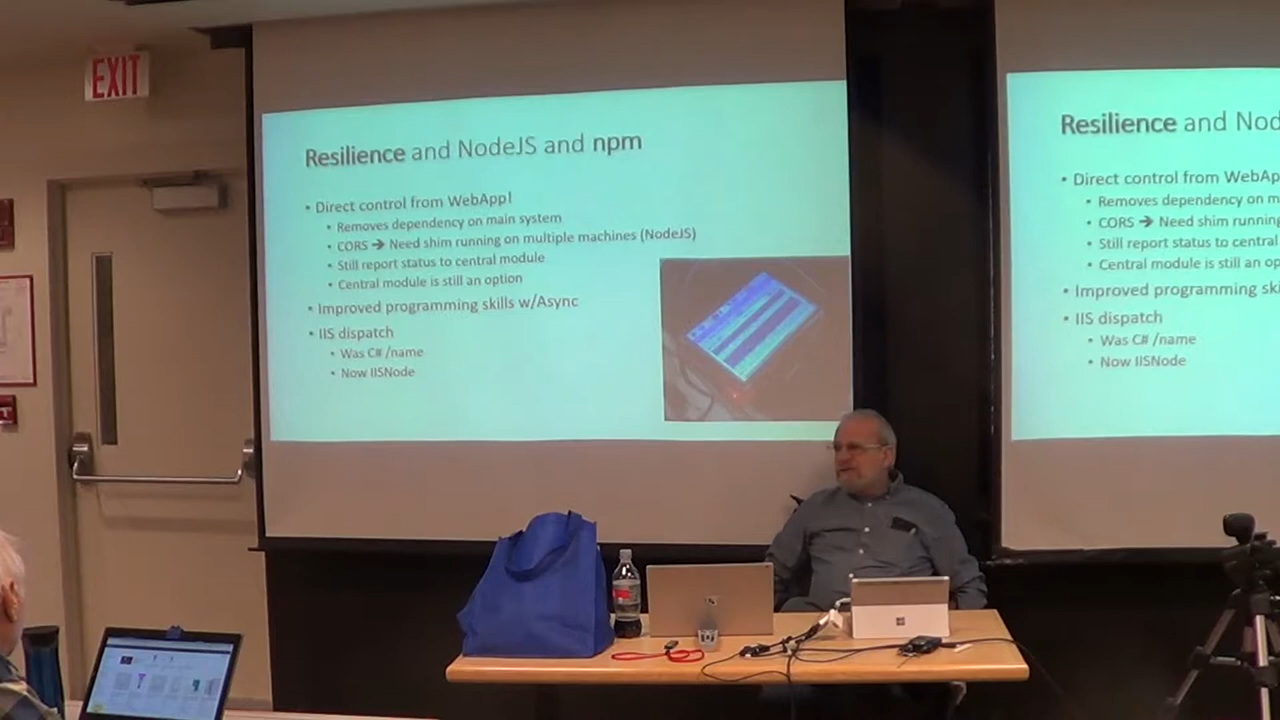 EXIT
Resilience and NodeJS and npm
• Direct control from WebApp!
• Removes dependency on main system
• CORS ➔ Need shim running on multiple machines (NodeJS)
• Still report status to central module
• Central module is still an option
• Improved programming skills w/Async
• IIS dispatch
• Was C# /name
• Now IISNode
Resilience and Nod
• Direct control from WebAp
• Removes dependency on m
• CORS ➔ Need shim running
• Still report status to central
• Central module is still an op
• Improved programming ski
• IIS dispatch
• Was C# /name
• Now IISNode